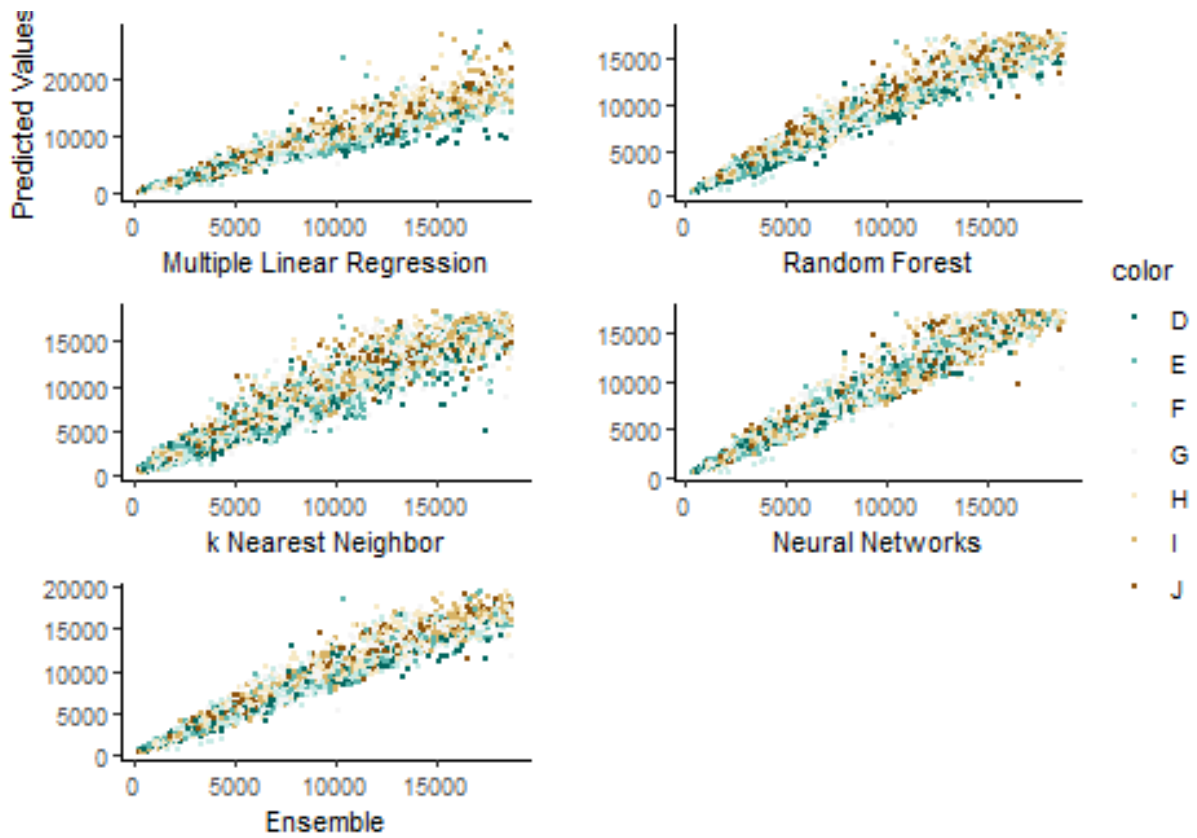 Predicted Values
20000
10000
0
0 5000 10000 15000
Multiple Linear Regression
15000
10000
5000
0
0 5000 10000 15000
Random Forest
15000
10000
5000
0
0 5000 10000 15000
k Nearest Neighbor
15000
10000
5000
0
0 5000 10000 15000
Neural Networks
20000
15000
10000
5000
0
0 5000 10000 15000
Ensemble
color
D
E
F
G
H
I
J